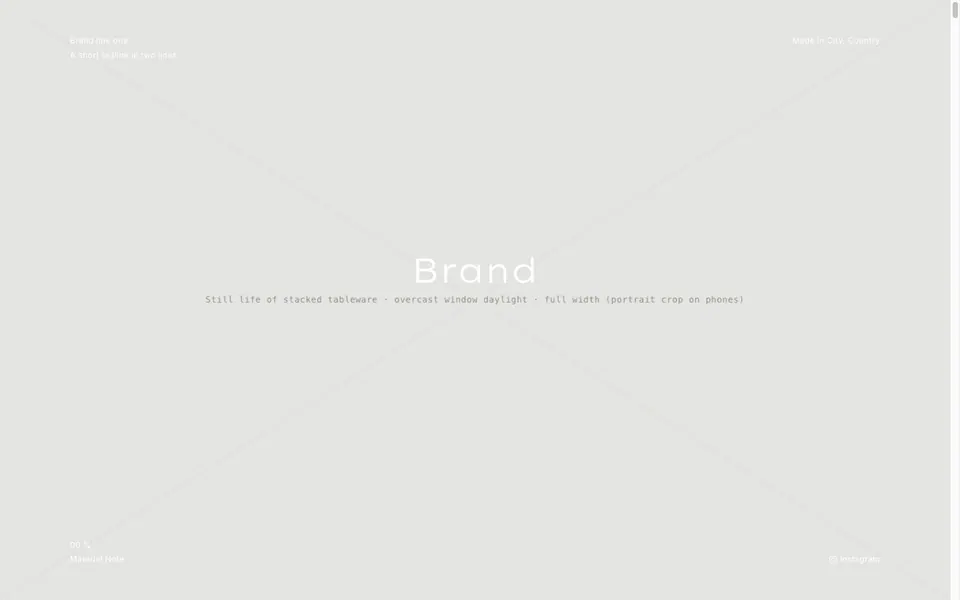 Brand line one
A short tagline in two lines
Made in City, Country
Brand
Still life of stacked tableware · overcast window daylight · full width (portrait crop on phones)
00 %
Material Note
Instagram